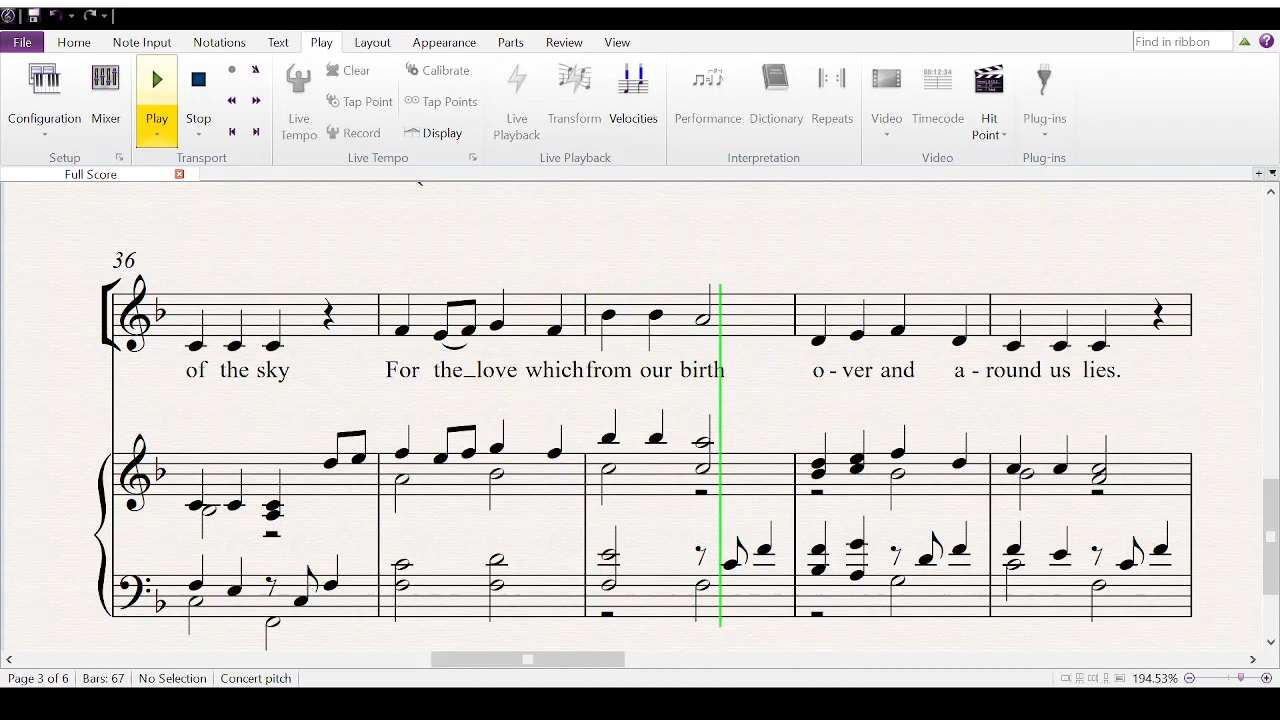 File Home Note Input Notations Text Play Layout Appearance Parts Review View Find in ribbon
Configuration Mixer Play Stop Live Tempo Clear Tap Point Record Calibrate Tap Points Display Live Playback Transform Velocities Performance Dictionary Repeats Video 00:12:34 Timecode Hit Point Plug-ins
Setup Transport Live Tempo Live Playback Interpretation Video Plug-ins
Full Score
36
of the sky For the_love which from our birth o - ver and a - round us lies.
Page 3 of 6 Bars: 67 No Selection Concert pitch 194.53%